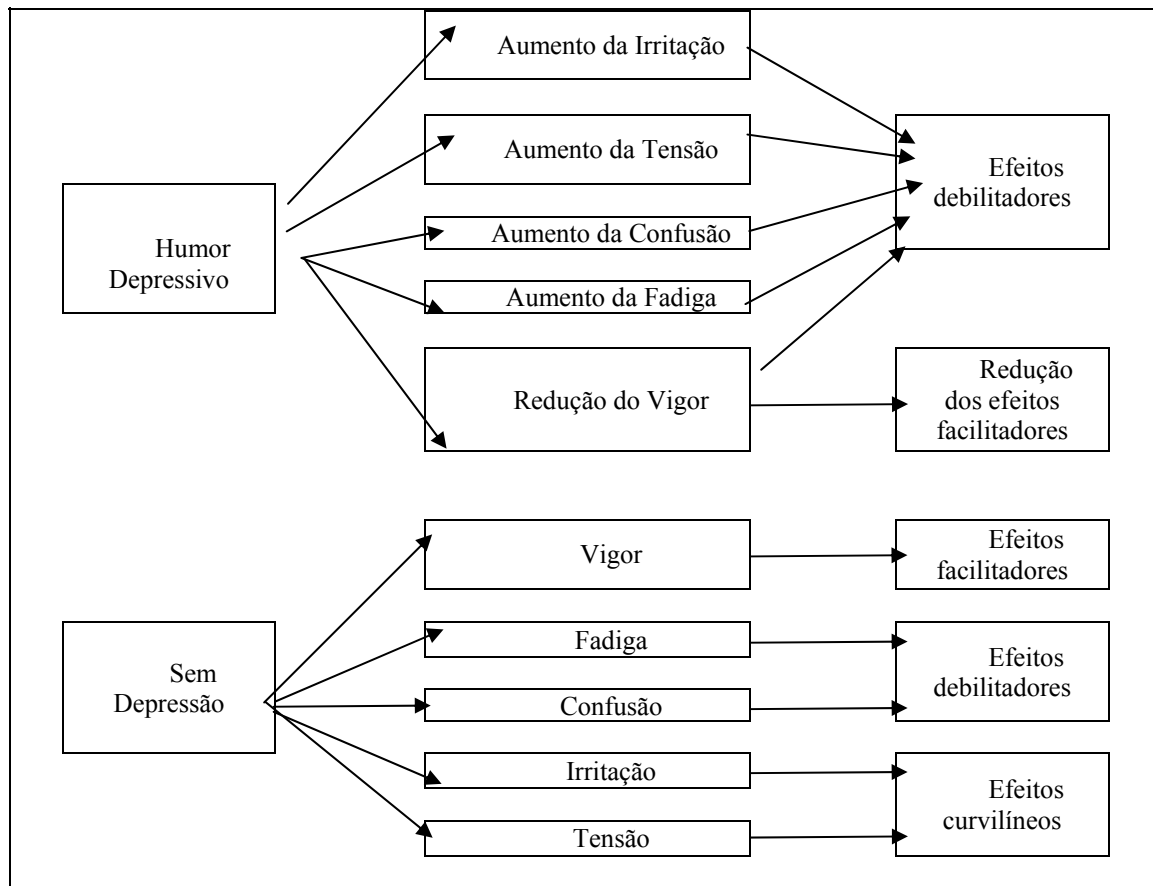 Aumento da Irritação
Aumento da Tensão
Efeitos
debilitadores
Humor
Depressivo
Aumento da Confusão
Aumento da Fadiga
Redução do Vigor
Redução
dos efeitos
facilitadores
Vigor
Efeitos
facilitadores
Sem
Depressão
Fadiga
Confusão
Efeitos
debilitadores
Irritação
Tensão
Efeitos
curvilíneos